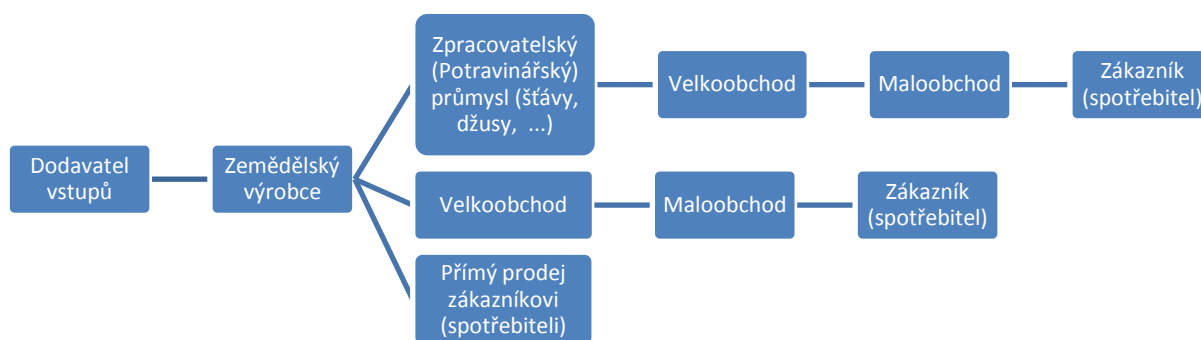 Dodavatel
vstupů
Zemědělský
výrobce
Zpracovatelský
(Potravinářský)
průmysl (šťávy,
džusy, ...)
Velkoobchod
Maloobchod
Zákazník
(spotřebitel)
Velkoobchod
Maloobchod
Zákazník
(spotřebitel)
Přímý prodej
zákazníkovi
(spotřebiteli)